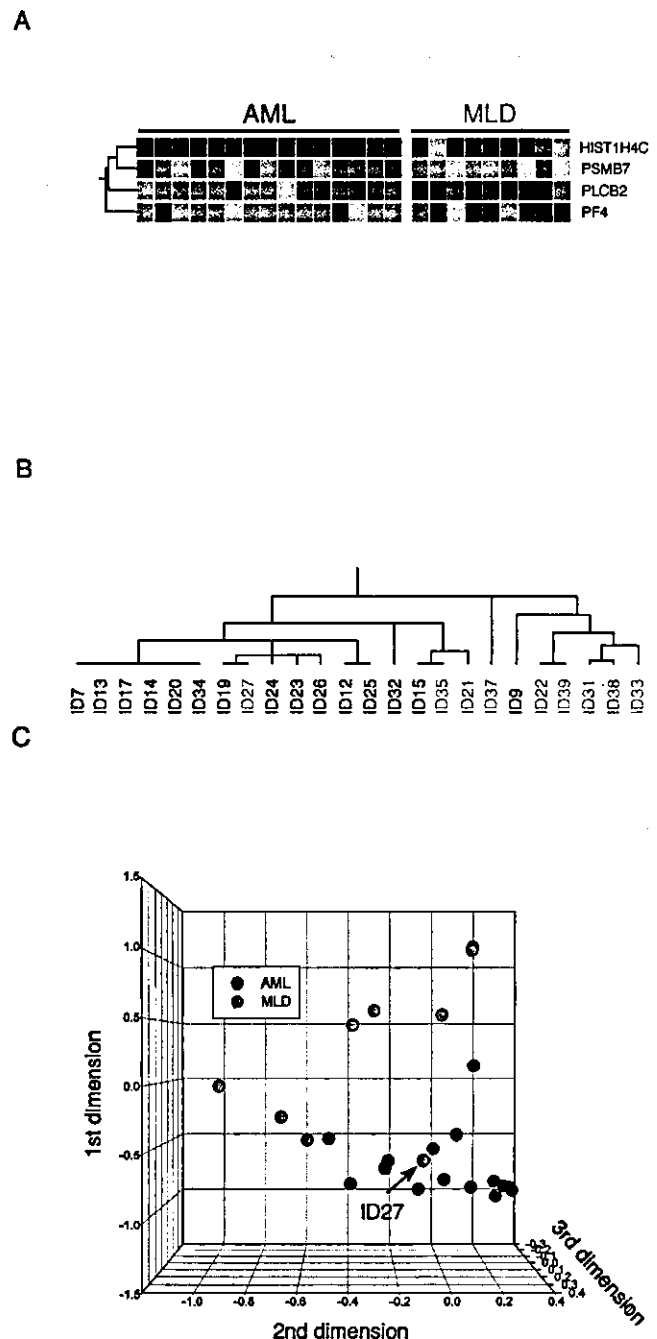 A
AML MLD
HIST1H4C
PSMB7
PLCB2
PF4
B
ID7 ID13 ID17 ID14 ID20 ID34 ID19 ID27 ID24 ID23 ID26 ID12 ID25 ID32 ID15 ID35 ID21 ID37 ID9 ID22 ID39 ID31 ID38 ID33
C
1.5
1.0
0.5
0.0
-0.5
-1.0
-1.5
1st dimension
AML
MLD
ID27
-1.0 -0.8 -0.6 -0.4 -0.2 0.0 0.2 0.4
2nd dimension
3rd dimension